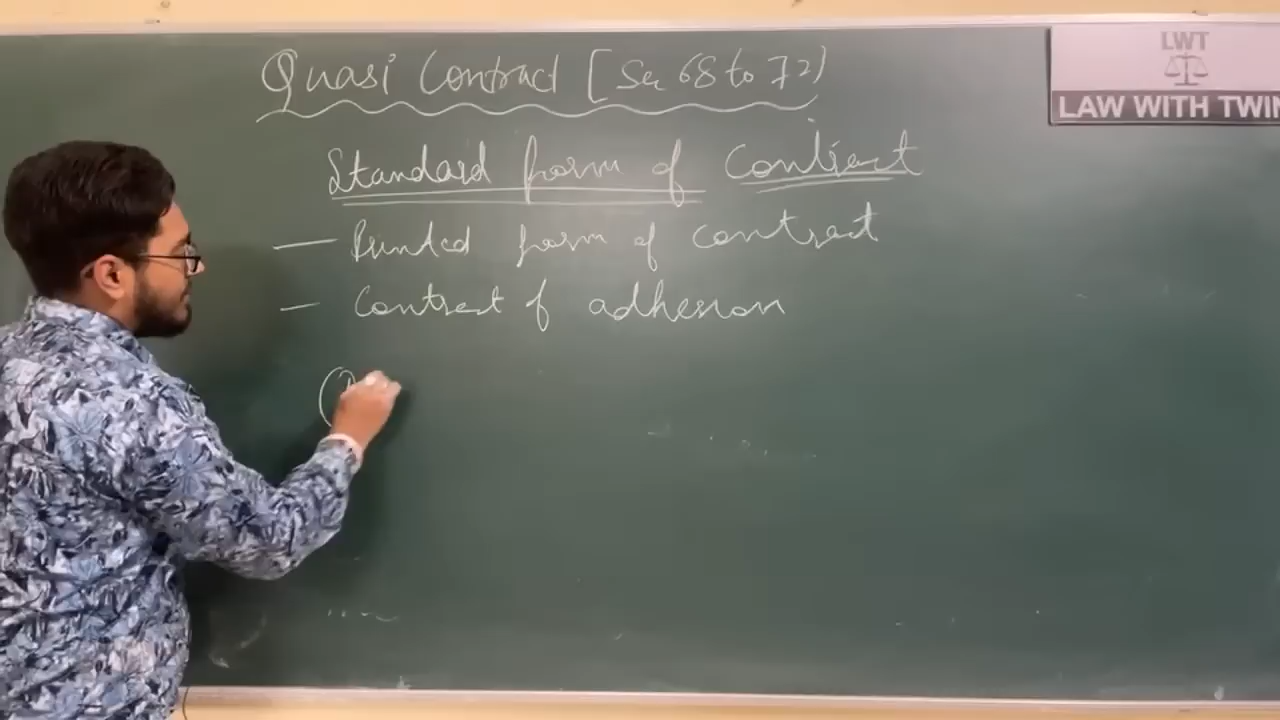 Quasi Contract [Sec 68 to 72)
Standard form of Contract
— Printed form of contract
— Contract of adhesion
LWT
LAW WITH TWIN